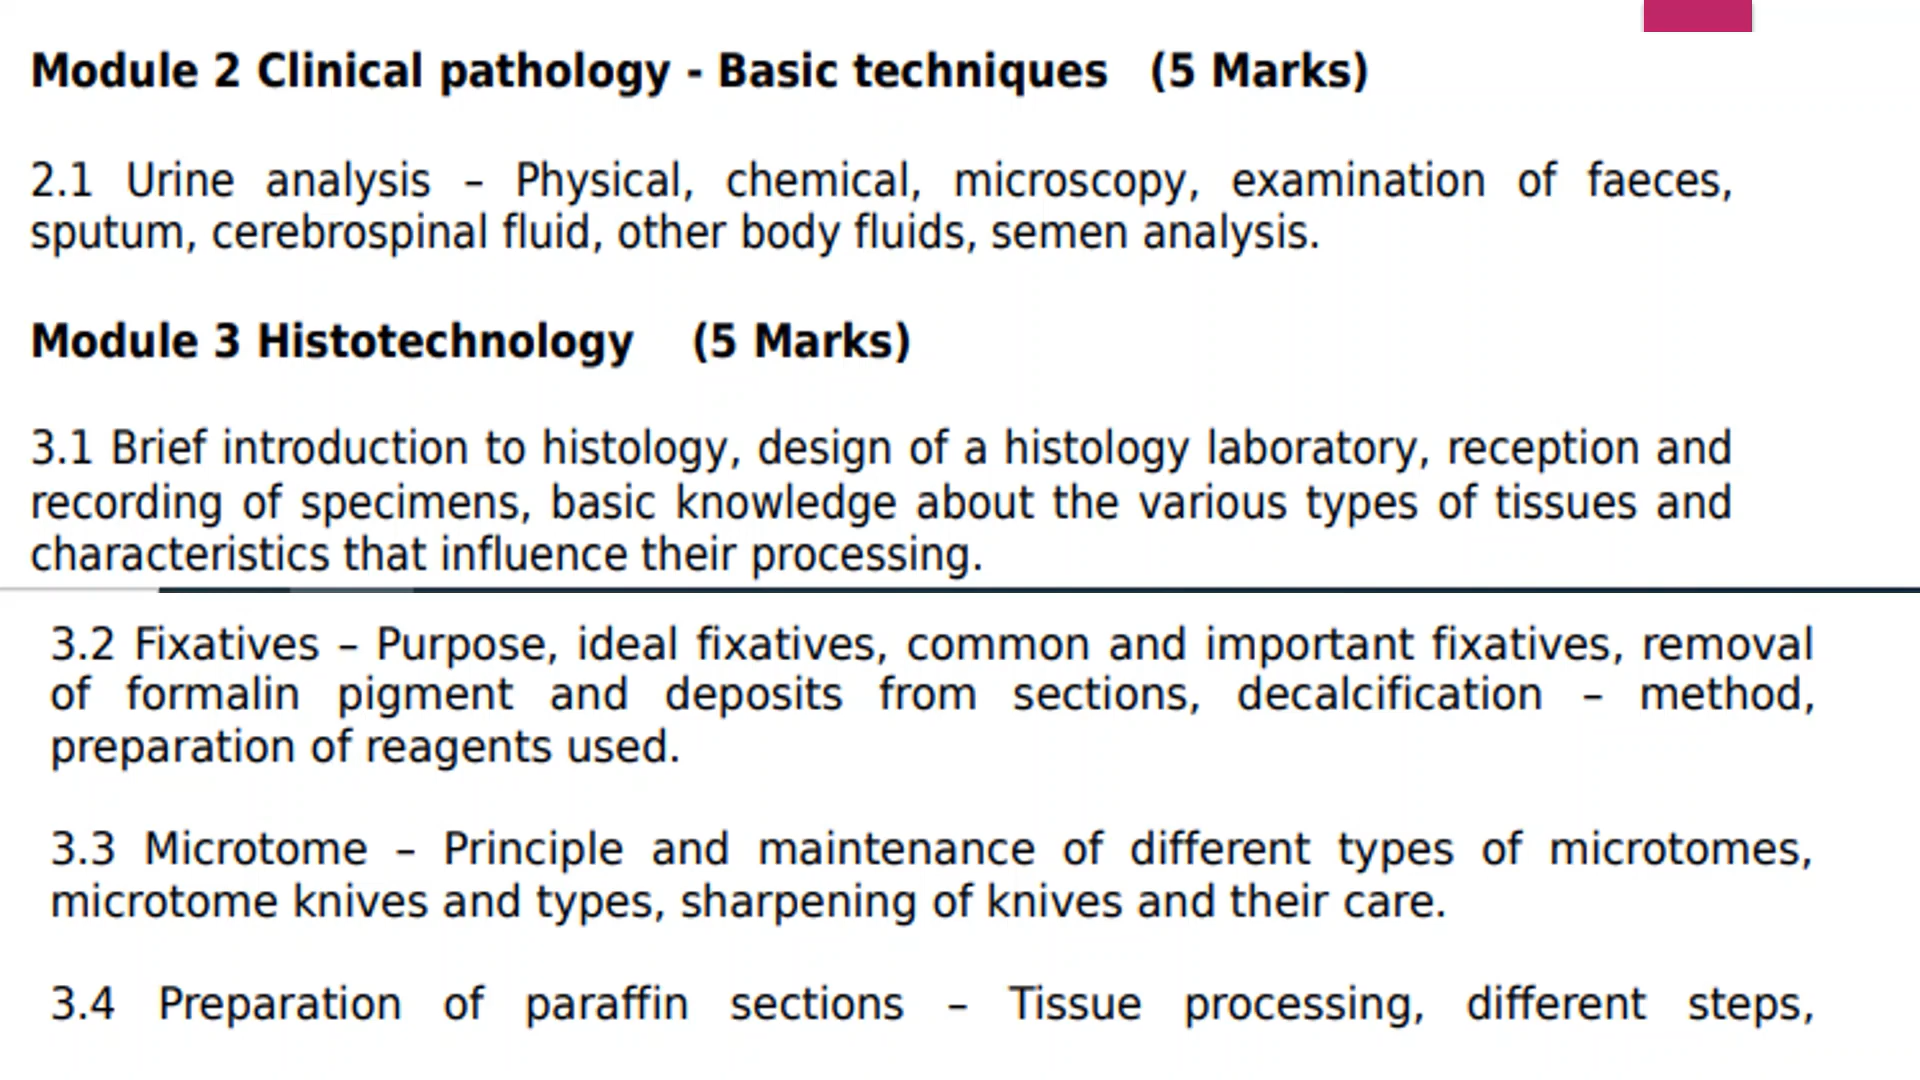 Module 2 Clinical pathology - Basic techniques (5 Marks)
2.1 Urine analysis – Physical, chemical, microscopy, examination of faeces,
sputum, cerebrospinal fluid, other body fluids, semen analysis.
Module 3 Histotechnology (5 Marks)
3.1 Brief introduction to histology, design of a histology laboratory, reception and
recording of specimens, basic knowledge about the various types of tissues and
characteristics that influence their processing.
3.2 Fixatives – Purpose, ideal fixatives, common and important fixatives, removal
of formalin pigment and deposits from sections, decalcification – method,
preparation of reagents used.
3.3 Microtome – Principle and maintenance of different types of microtomes,
microtome knives and types, sharpening of knives and their care.
3.4 Preparation of paraffin sections – Tissue processing, different steps,